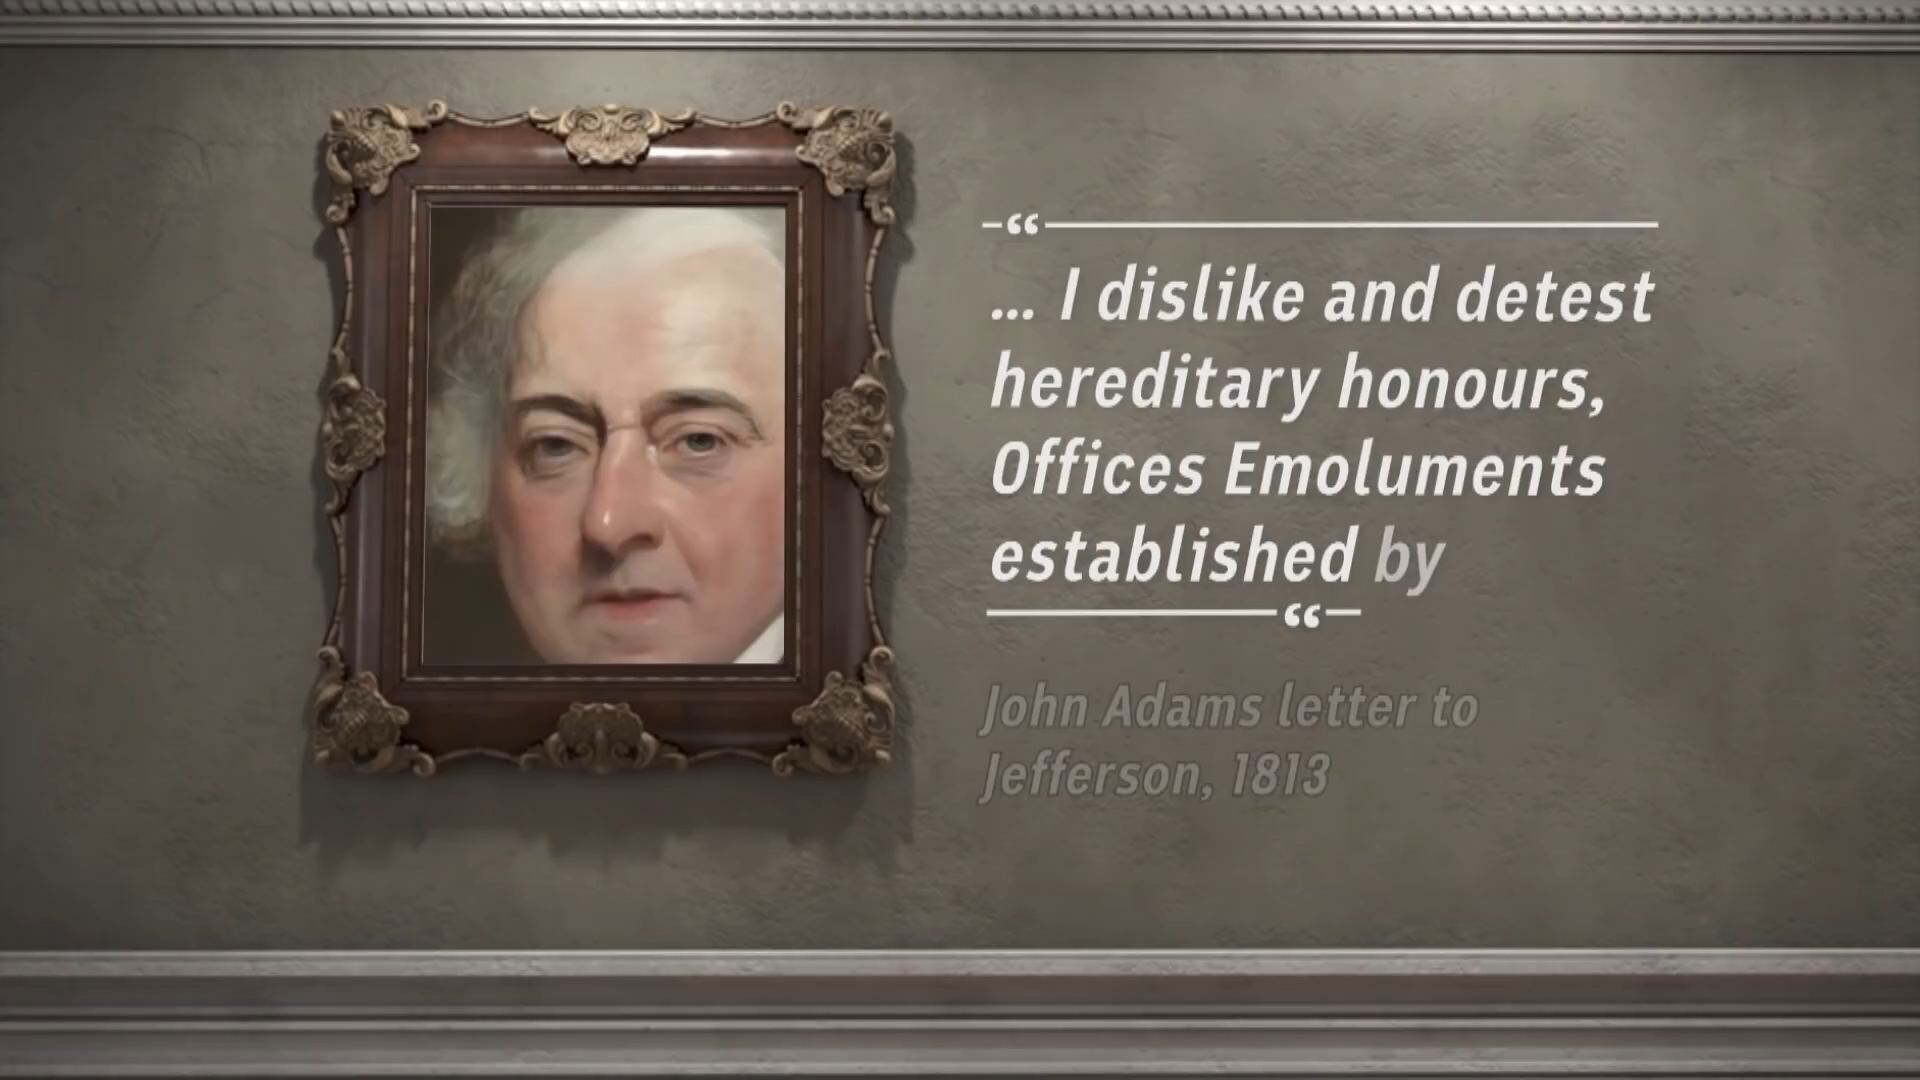 “
… I dislike and detest
hereditary honours,
Offices Emoluments
established by
“
John Adams letter to
Jefferson, 1813